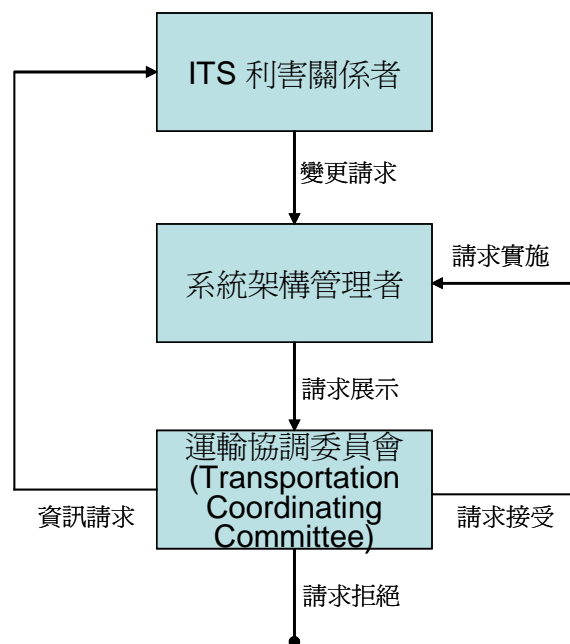 ITS 利害關係者
變更請求
請求實施
系統架構管理者
請求展示
運輸協調委員會
(Transportation
Coordinating
Committee)
資訊請求
請求接受
請求拒絕